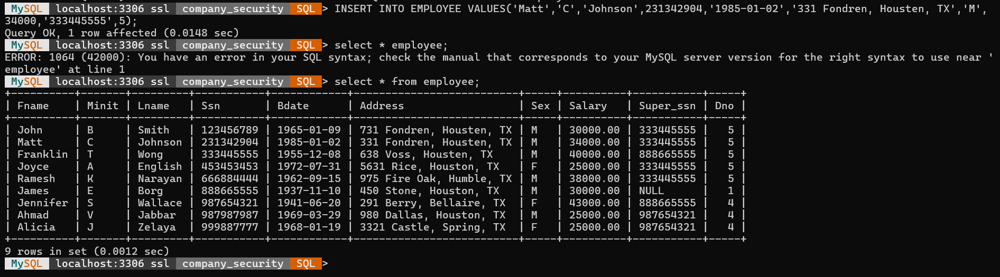 MySQL localhost:3306 ssl company_security SQL > INSERT INTO EMPLOYEE VALUES('Matt','C','Johnson',231342904,'1985-01-02','331 Fondren, Housten, TX','M',
34000,'333445555',5);
Query OK, 1 row affected (0.0148 sec)
MySQL localhost:3306 ssl company_security SQL > select * employee;
ERROR: 1064 (42000): You have an error in your SQL syntax; check the manual that corresponds to your MySQL server version for the right syntax to use near '
employee' at line 1
MySQL localhost:3306 ssl company_security SQL > select * from employee;
+----------+-------+---------+-----------+------------+--------------------------+-----+----------+-----------+-----+
| Fname    | Minit | Lname   | Ssn       | Bdate      | Address                  | Sex | Salary   | Super_ssn | Dno |
+----------+-------+---------+-----------+------------+--------------------------+-----+----------+-----------+-----+
| John     | B     | Smith   | 123456789 | 1965-01-09 | 731 Fondren, Housten, TX | M   | 30000.00 | 333445555 |   5 |
| Matt     | C     | Johnson | 231342904 | 1985-01-02 | 331 Fondren, Housten, TX | M   | 34000.00 | 333445555 |   5 |
| Franklin | T     | Wong    | 333445555 | 1955-12-08 | 638 Voss, Housten, TX    | M   | 40000.00 | 888665555 |   5 |
| Joyce    | A     | English | 453453453 | 1972-07-31 | 5631 Rice, Houston, TX   | F   | 25000.00 | 333445555 |   5 |
| Ramesh   | K     | Narayan | 666884444 | 1962-09-15 | 975 Fire Oak, Humble, TX | M   | 38000.00 | 333445555 |   5 |
| James    | E     | Borg    | 888665555 | 1937-11-10 | 450 Stone, Houston, TX   | M   | 30000.00 | NULL      |   1 |
| Jennifer | S     | Wallace | 987654321 | 1941-06-20 | 291 Berry, Bellaire, TX  | F   | 43000.00 | 888665555 |   4 |
| Ahmad    | V     | Jabbar  | 987987987 | 1969-03-29 | 980 Dallas, Houston, TX  | M   | 25000.00 | 987654321 |   4 |
| Alicia   | J     | Zelaya  | 999887777 | 1968-01-19 | 3321 Castle, Spring, TX  | F   | 25000.00 | 987654321 |   4 |
+----------+-------+---------+-----------+------------+--------------------------+-----+----------+-----------+-----+
9 rows in set (0.0012 sec)
MySQL localhost:3306 ssl company_security SQL >